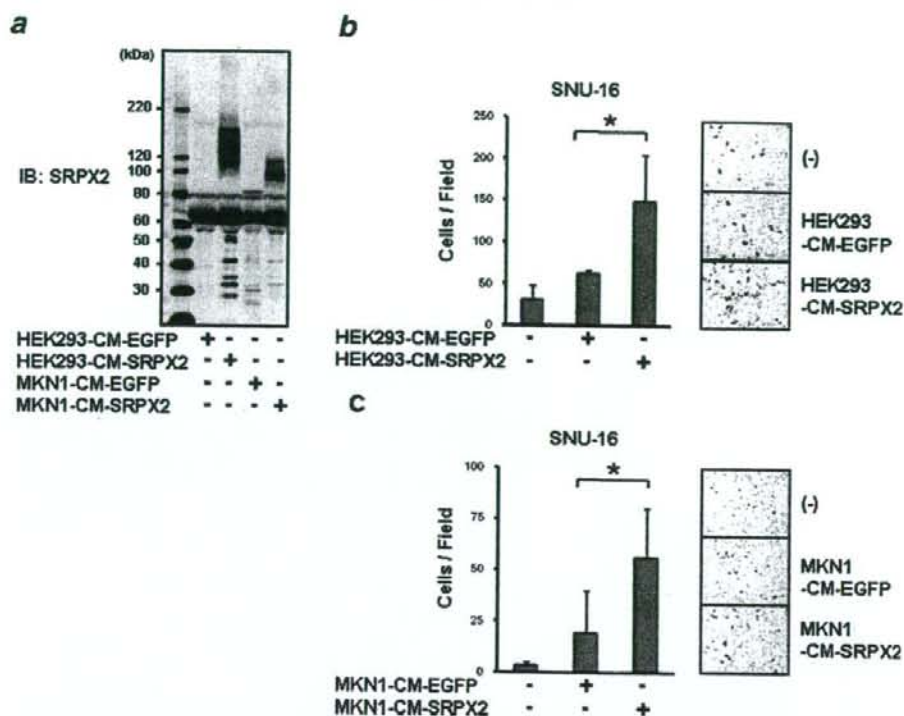 a
(kDa)
220
120
100
80
60
50
40
30
IB: SRPX2
HEK293-CM-EGFP + - - -
HEK293-CM-SRPX2 - + - -
MKN1-CM-EGFP - - + -
MKN1-CM-SRPX2 - - - +
b
SNU-16
Cells / Field
250
200
150
100
50
0
*
HEK293-CM-EGFP - + -
HEK293-CM-SRPX2 - - +
(-)
HEK293
-CM-EGFP
HEK293
-CM-SRPX2
c
SNU-16
Cells / Field
100
75
50
25
0
*
MKN1-CM-EGFP - + -
MKN1-CM-SRPX2 - - +
(-)
MKN1
-CM-EGFP
MKN1
-CM-SRPX2